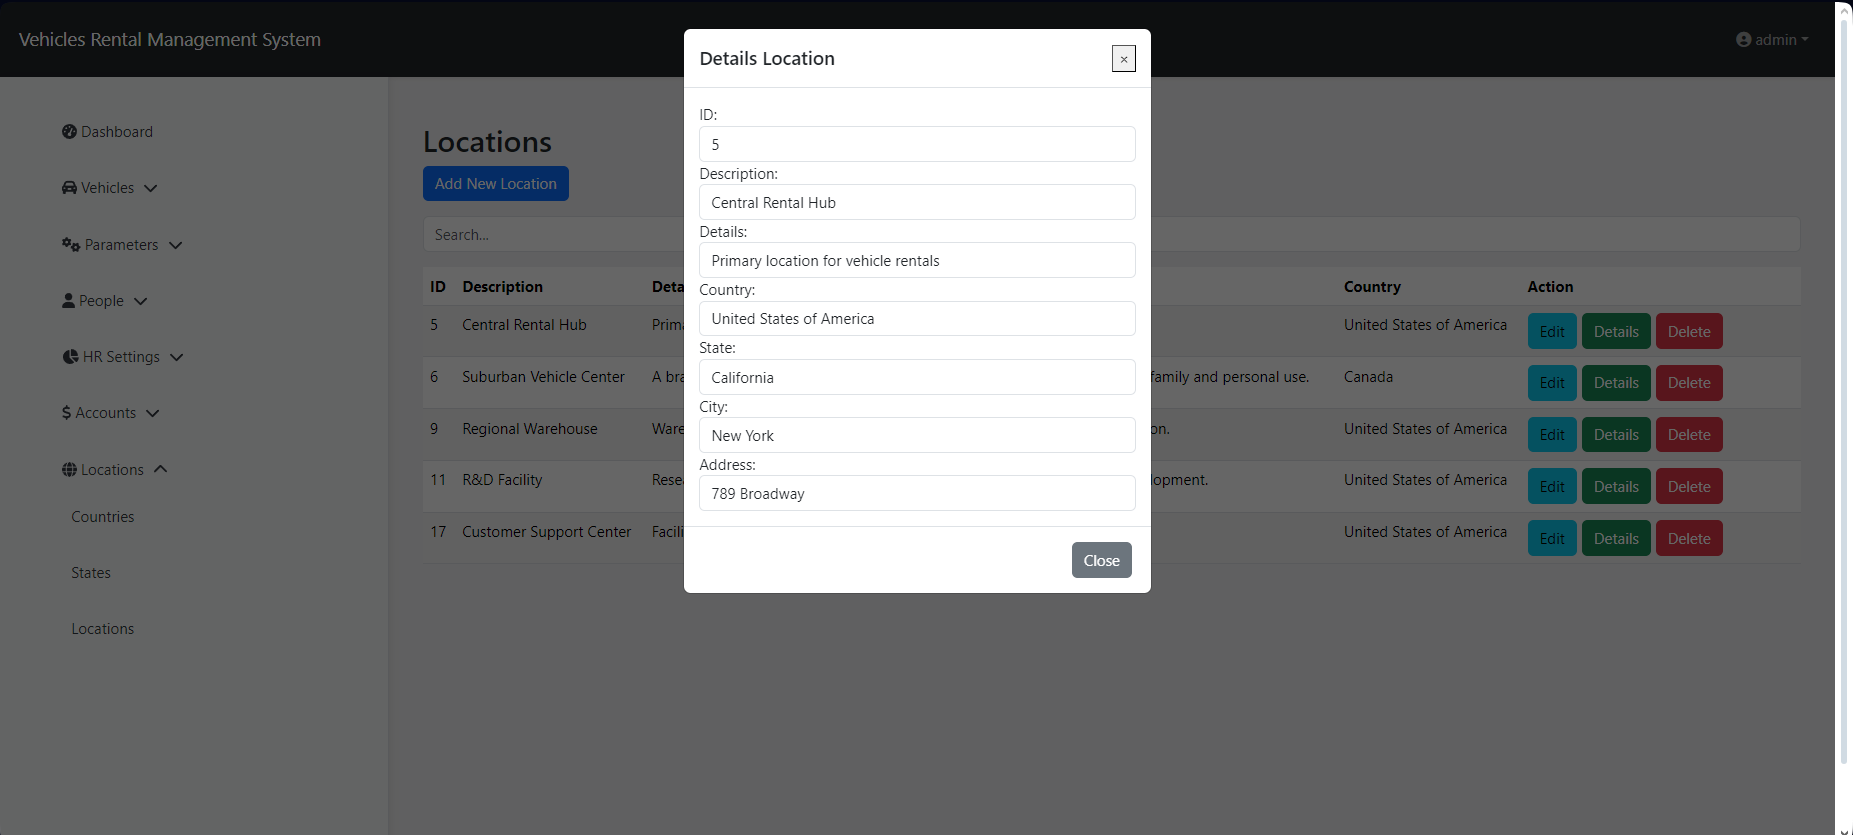 Vehicles Rental Management System
admin
Dashboard
Vehicles
Parameters
People
HR Settings
Accounts
Locations
Countries
States
Locations
Locations
Add New Location
Search...
ID Description Deta Country Action
5 Central Rental Hub Prim United States of America Edit Details Delete
6 Suburban Vehicle Center A bra family and personal use. Canada Edit Details Delete
9 Regional Warehouse Ware on. United States of America Edit Details Delete
11 R&D Facility Resea lopment. United States of America Edit Details Delete
17 Customer Support Center Facili United States of America Edit Details Delete
Details Location ×
ID:
5
Description:
Central Rental Hub
Details:
Primary location for vehicle rentals
Country:
United States of America
State:
California
City:
New York
Address:
789 Broadway
Close